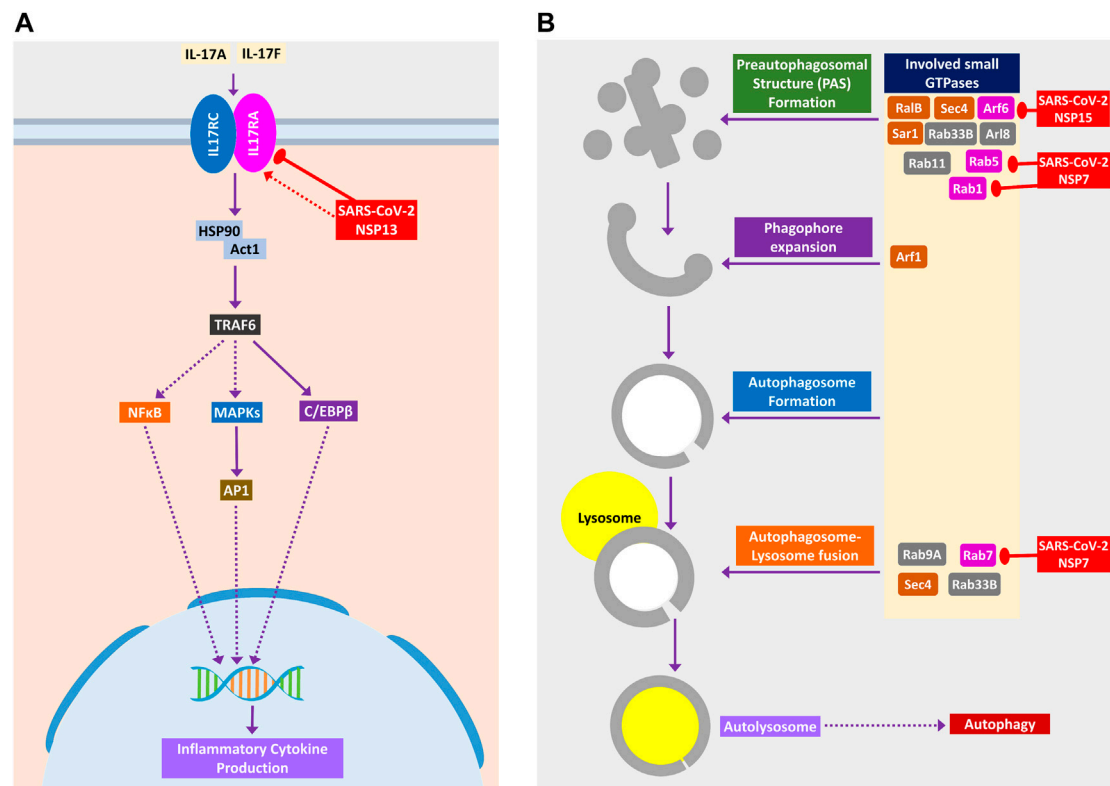 A
IL-17A
IL-17F
IL17RC
IL17RA
SARS-CoV-2
NSP13
HSP90
Act1
TRAF6
NFκB
MAPKs
C/EBPβ
AP1
Inflammatory Cytokine
Production
B
Preautophagosomal
Structure (PAS)
Formation
Involved small
GTPases
RalB
Sec4
Arf6
SARS-CoV-2
NSP15
Sar1
Rab33B
Arl8
Rab11
Rab5
SARS-CoV-2
NSP7
Rab1
Phagophore
expansion
Arf1
Autophagosome
Formation
Lysosome
Autophagosome-
Lysosome fusion
Rab9A
Rab7
SARS-CoV-2
NSP7
Sec4
Rab33B
Autolysosome
Autophagy